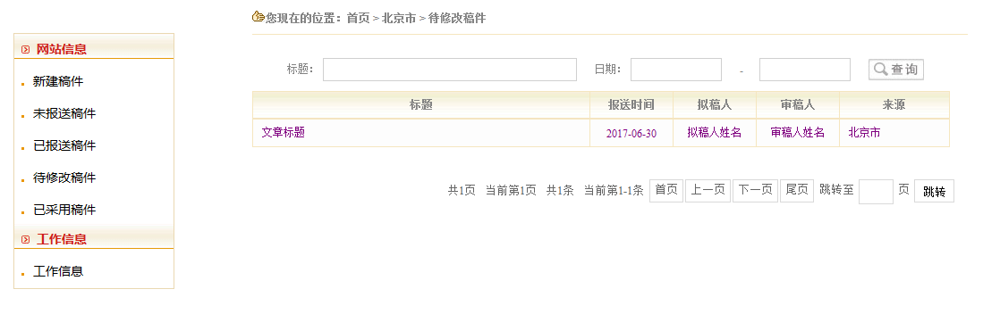 您现在的位置：首页 > 北京市 > 待修改稿件
网站信息
新建稿件
未报送稿件
已报送稿件
待修改稿件
已采用稿件
工作信息
工作信息
标题： 日期： - 查询
标题 报送时间 拟稿人 审稿人 来源
文章标题 2017-06-30 拟稿人姓名 审稿人姓名 北京市
共1页 当前第1页 共1条 当前第1-1条 首页 上一页 下一页 尾页 跳转至 页 跳转